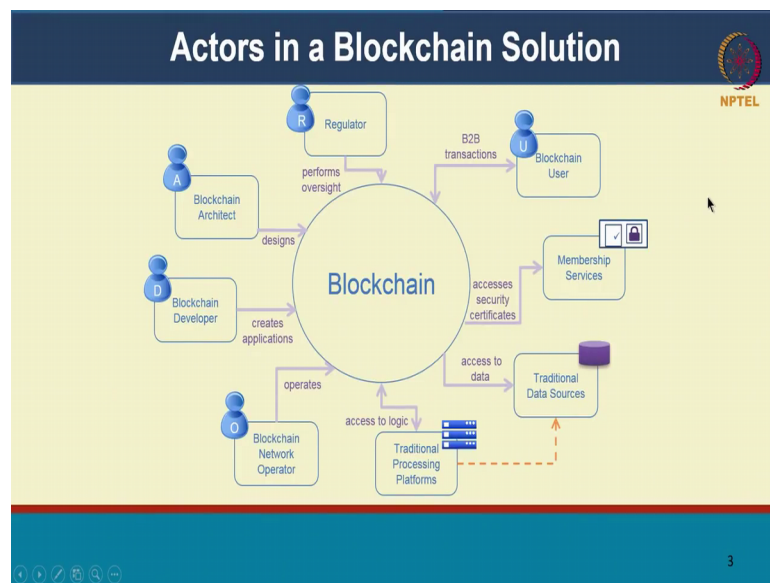 Actors in a Blockchain Solution
NPTEL
R
Regulator
performs
oversight
B2B
transactions
U
Blockchain
User
A
Blockchain
Architect
designs
Membership
Services
accesses
security
certificates
Blockchain
D
Blockchain
Developer
creates
applications
access to
data
Traditional
Data Sources
operates
O
Blockchain
Network
Operator
access to logic
Traditional
Processing
Platforms
3